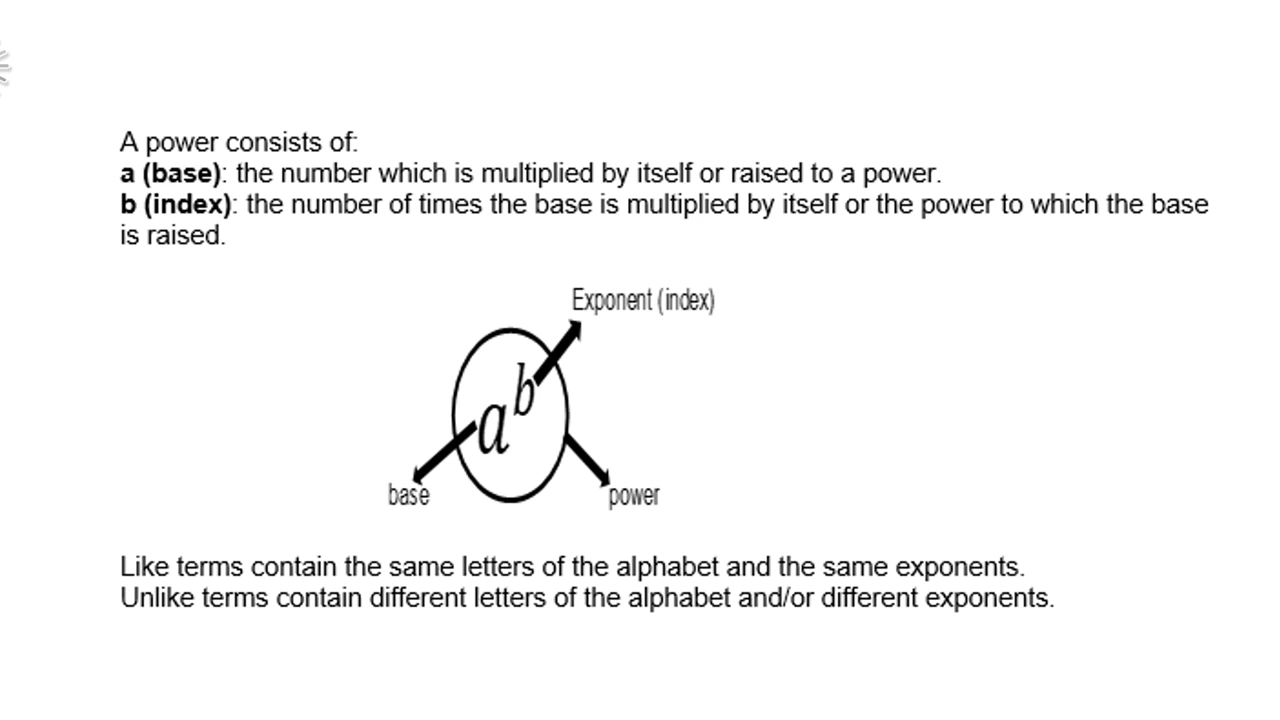 A power consists of:
a (base): the number which is multiplied by itself or raised to a power.
b (index): the number of times the base is multiplied by itself or the power to which the base
is raised.
Exponent (index)
a^b
base
power
Like terms contain the same letters of the alphabet and the same exponents.
Unlike terms contain different letters of the alphabet and/or different exponents.